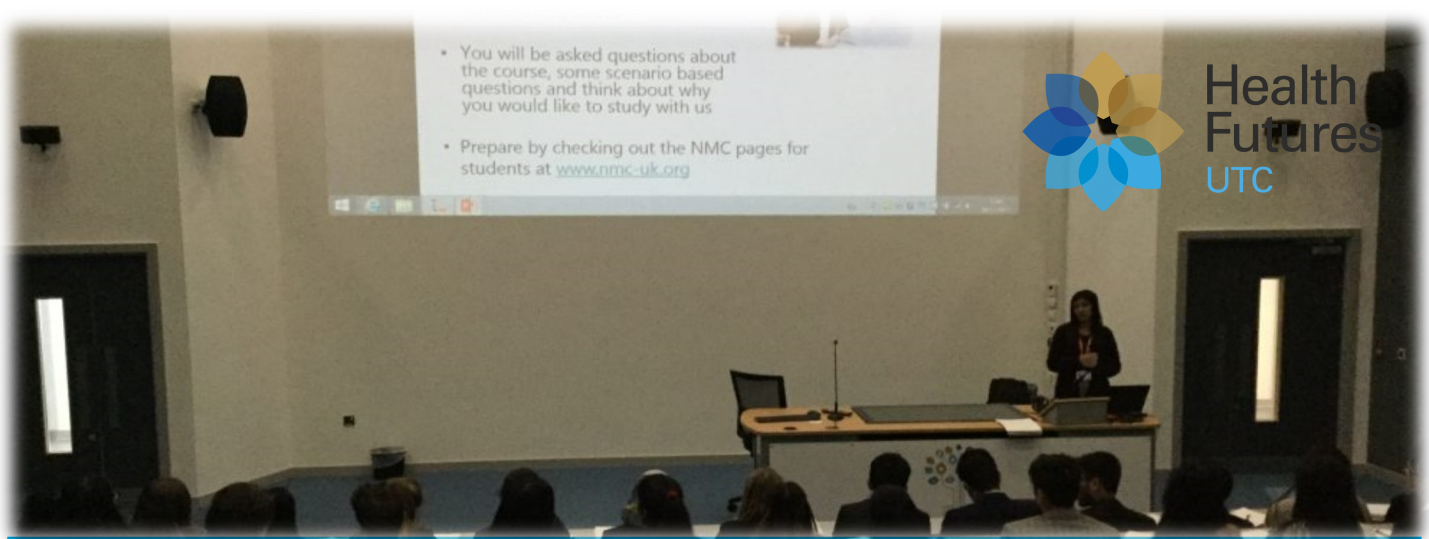 • You will be asked questions about
the course, some scenario based
questions and think about why
you would like to study with us
• Prepare by checking out the NMC pages for
students at www.nmc-uk.org
Health
Futures
UTC